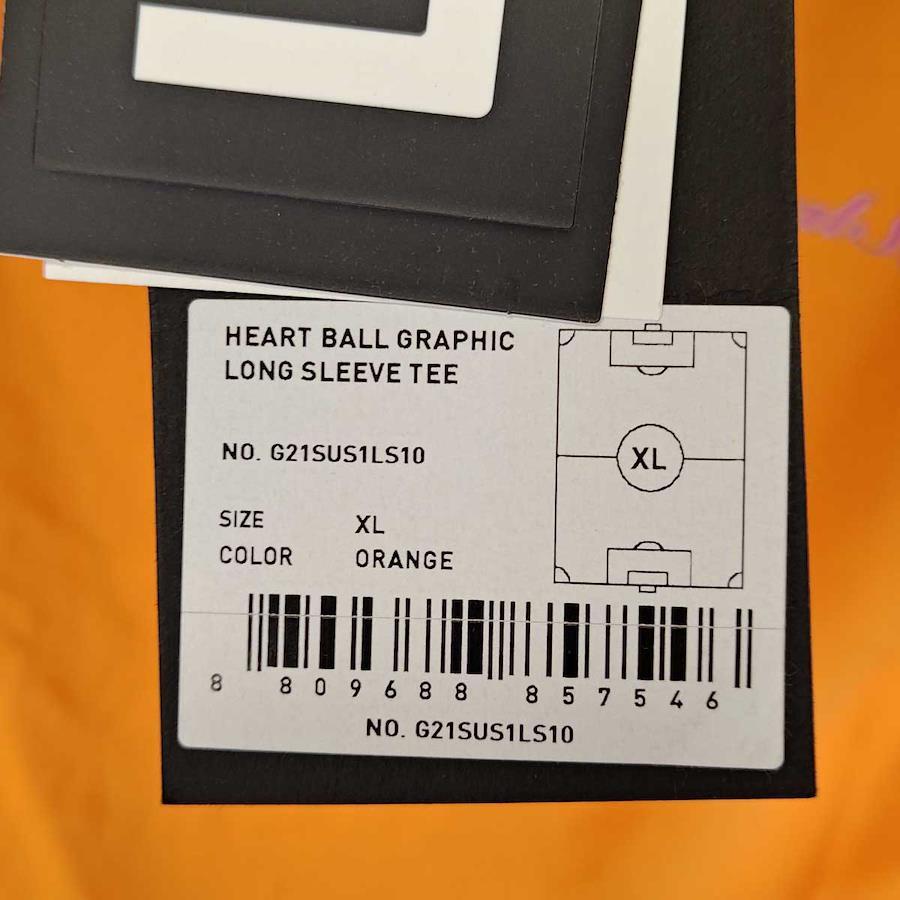 HEART BALL GRAPHIC
LONG SLEEVE TEE
XL
NO. G21SUS1LS10
SIZE XL
COLOR ORANGE
8 809688 857546
NO. G21SUS1LS10